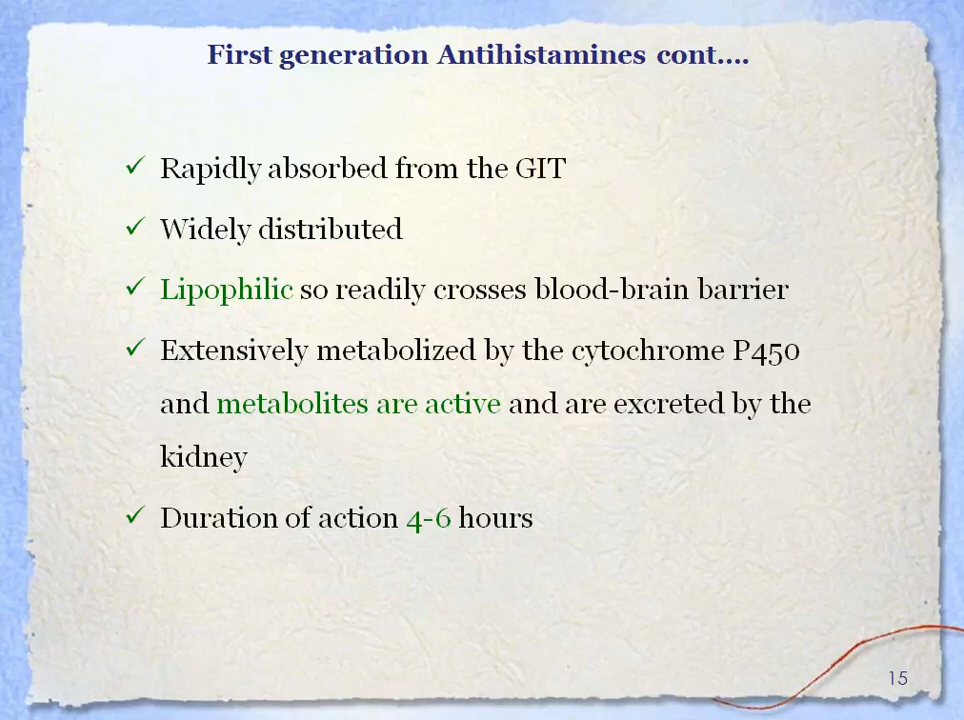 First generation Antihistamines cont....
✓ Rapidly absorbed from the GIT
✓ Widely distributed
✓ Lipophilic so readily crosses blood-brain barrier
✓ Extensively metabolized by the cytochrome P450
and metabolites are active and are excreted by the
kidney
✓ Duration of action 4-6 hours
15